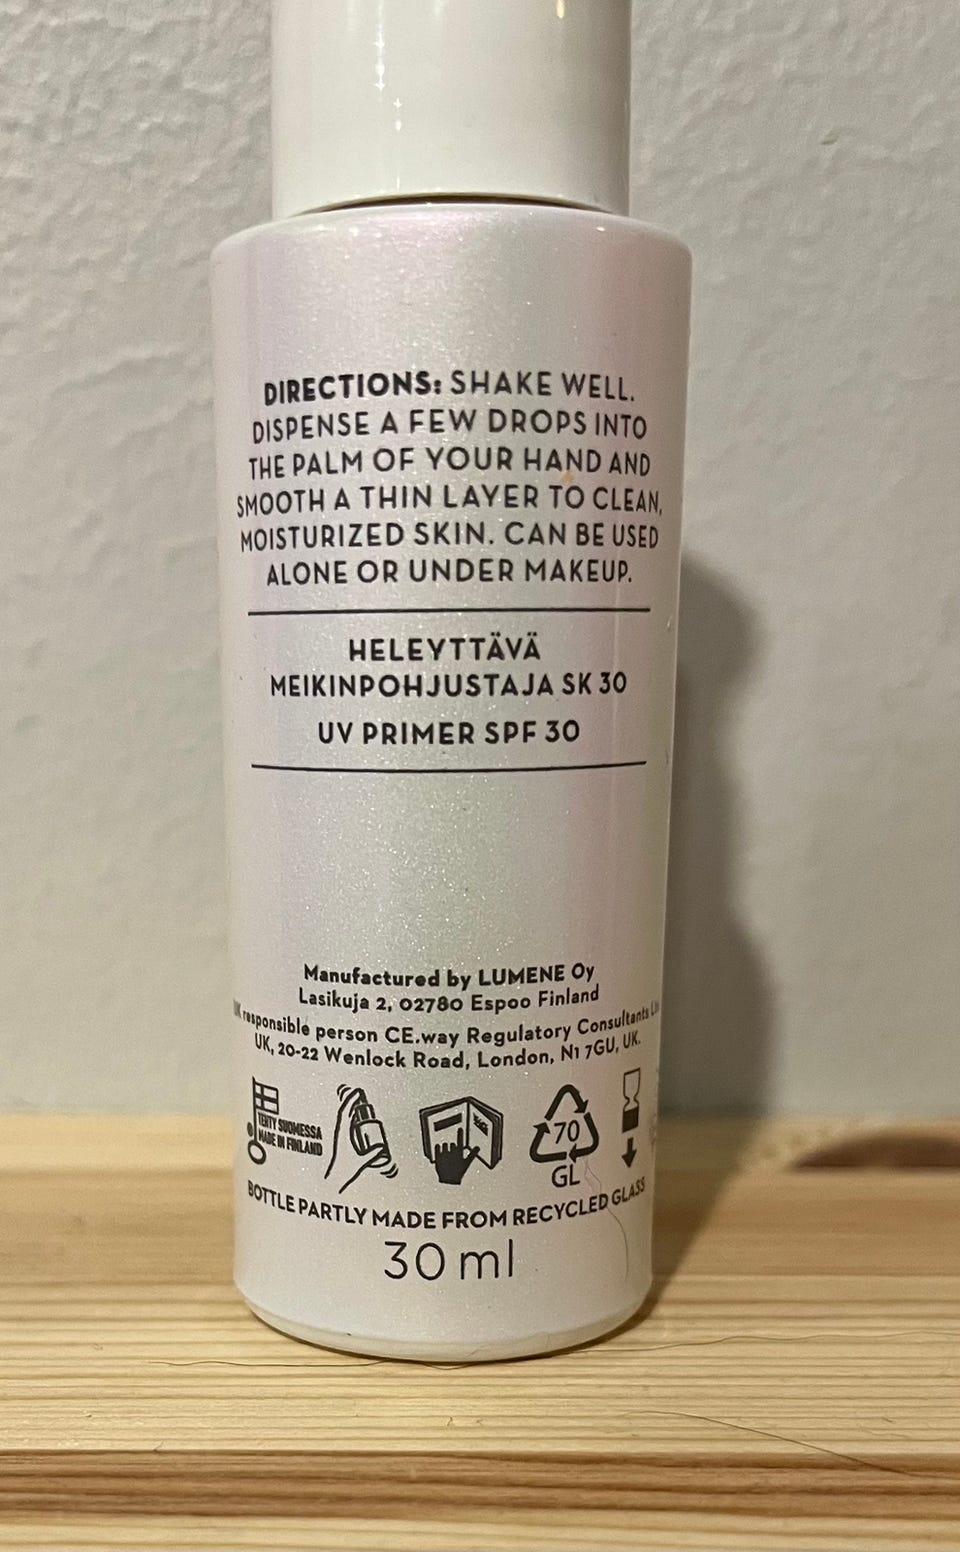 DIRECTIONS: SHAKE WELL.
DISPENSE A FEW DROPS INTO
THE PALM OF YOUR HAND AND
SMOOTH A THIN LAYER TO CLEAN,
MOISTURIZED SKIN. CAN BE USED
ALONE OR UNDER MAKEUP.
HELEYTTÄVÄ
MEIKINPOHJUSTAJA SK 30
UV PRIMER SPF 30
Manufactured by LUMENE Oy
Lasikuja 2, 02780 Espoo Finland
responsible person CE.way Regulatory Consultants
UK, 20-22 Wenlock Road, London, N1 7GU, UK.
TEHTY SUOMESSA
MADE IN FINLAND
70
GL
BOTTLE PARTLY MADE FROM RECYCLED GLASS
30 ml